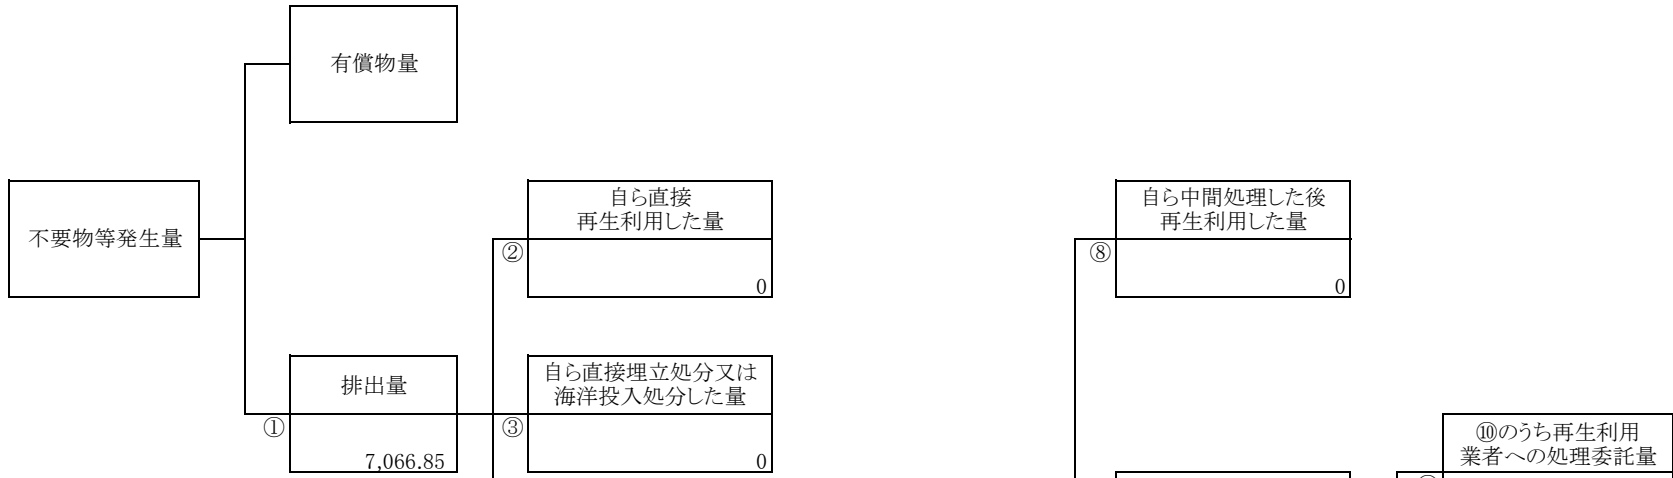 有償物量
不要物等発生量
自ら直接
再生利用した量
②
0
自ら中間処理した後
再生利用した量
⑧
0
排出量
①
7,066.85
自ら直接埋立処分又は
海洋投入処分した量
③
0
⑩のうち再生利用
業者への処理委託量